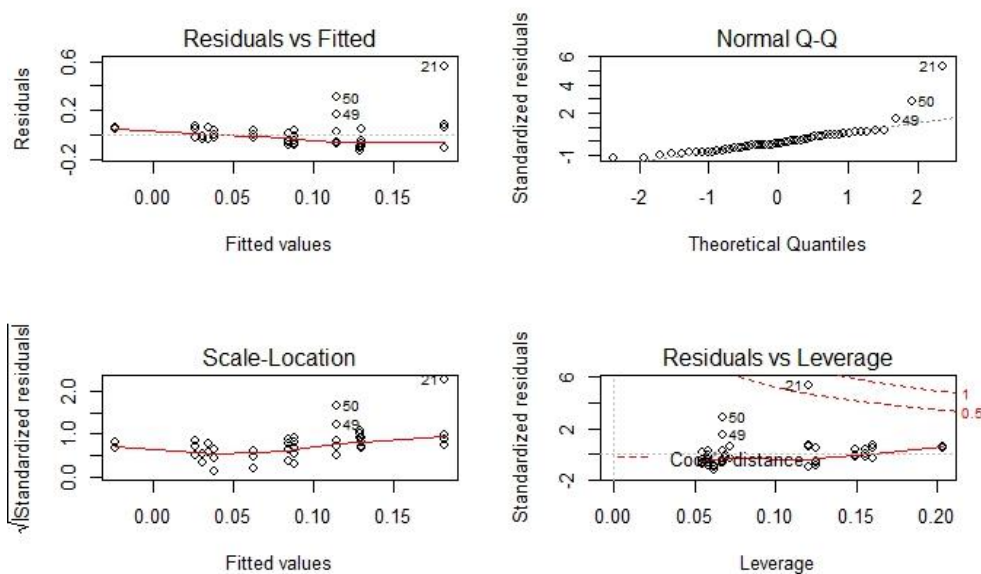 Residuals vs Fitted
Residuals
-0.2 0.2 0.6
21
50
49
0.00 0.05 0.10 0.15
Fitted values
Normal Q-Q
Standardized residuals
-1 2 6
21
50
49
-2 -1 0 1 2
Theoretical Quantiles
Scale-Location
√|Standardized residuals|
0.0 1.0 2.0
21
50
49
0.00 0.05 0.10 0.15
Fitted values
Residuals vs Leverage
Standardized residuals
-2 2 6
21
50
49
1
0.5
Cook's distance
0.00 0.05 0.10 0.15 0.20
Leverage